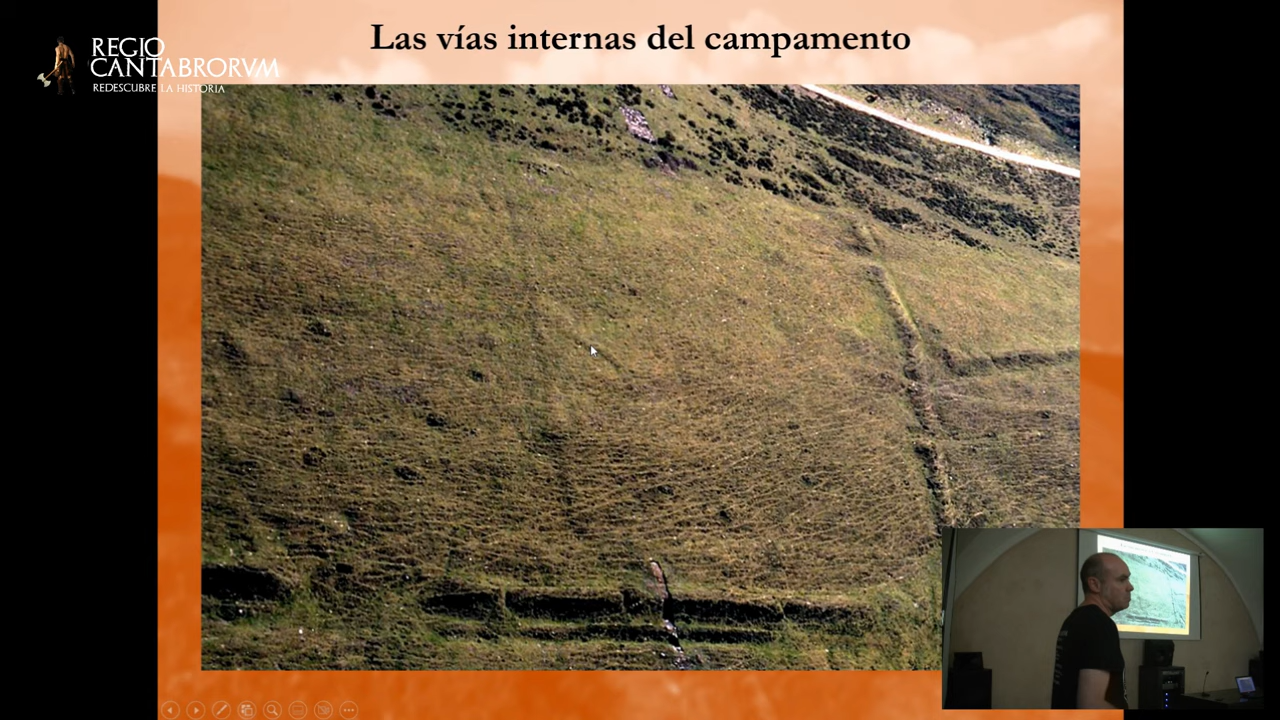 Las vías internas del campamento
REGIO
CANTABRORVM
REDESCUBRE LA HISTORIA